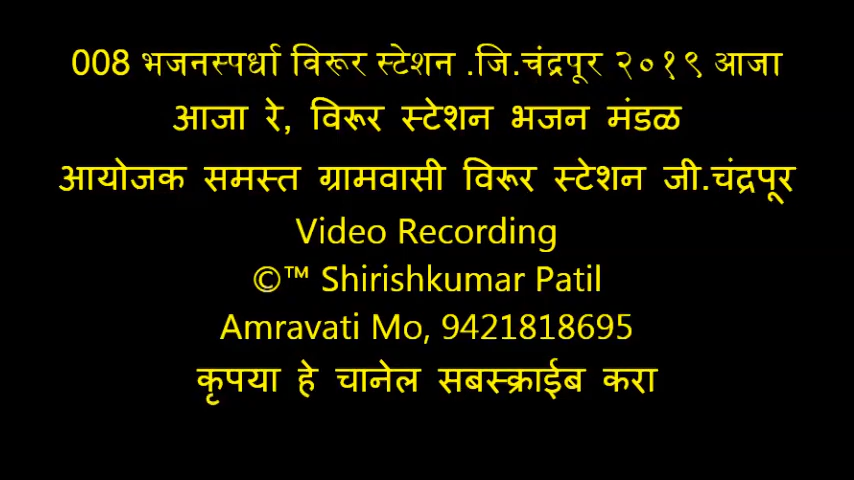 008 भजनस्पर्धा विरूर स्टेशन .जि.चंद्रपूर २०१९ आजा
आजा रे, विरूर स्टेशन भजन मंडळ
आयोजक समस्त ग्रामवासी विरूर स्टेशन जी.चंद्रपूर
Video Recording
©™ Shirishkumar Patil
Amravati Mo, 9421818695
कृपया हे चानेल सबस्क्राईब करा